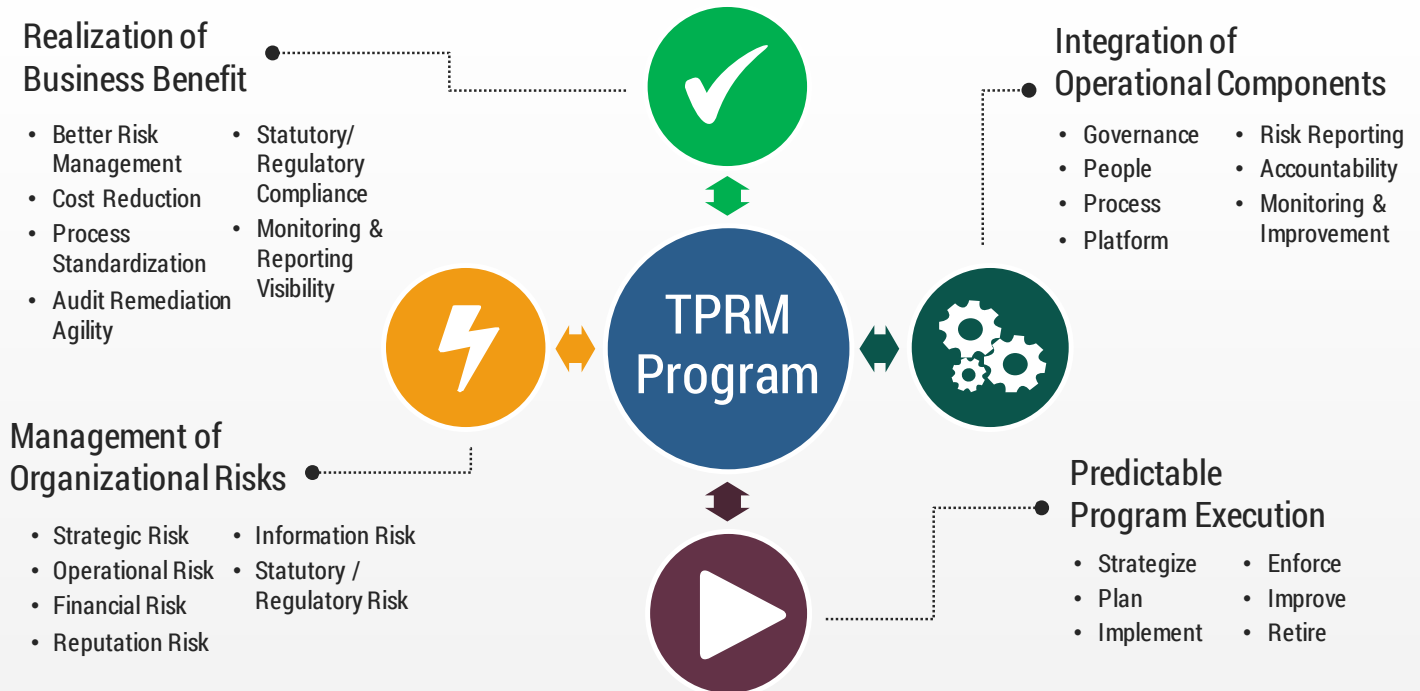 Realization of
Business Benefit
• Better Risk
Management
• Cost Reduction
• Process
Standardization
• Audit Remediation
Agility
• Statutory/
Regulatory
Compliance
• Monitoring &
Reporting
Visibility
Integration of
Operational Components
• Governance
• People
• Process
• Platform
• Risk Reporting
• Accountability
• Monitoring &
Improvement
TPRM
Program
Management of
Organizational Risks
• Strategic Risk
• Operational Risk
• Financial Risk
• Reputation Risk
• Information Risk
• Statutory /
Regulatory Risk
Predictable
Program Execution
• Strategize
• Plan
• Implement
• Enforce
• Improve
• Retire